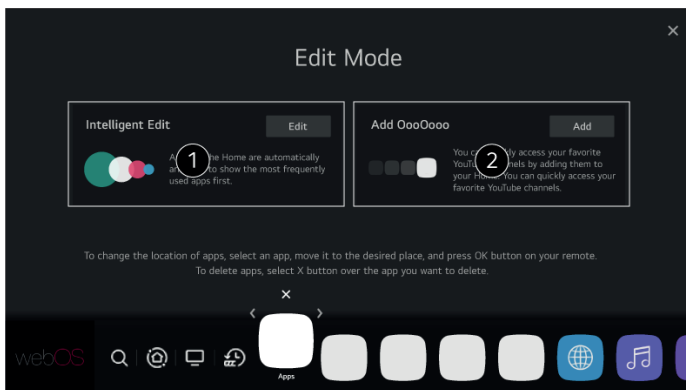 Edit Mode
Intelligent Edit
Edit
the Home are automatically
to show the most frequently
used apps first.
1
Add OooOooo
Add
You can quickly access your favorite
YouTube channels by adding them to
your Home. You can quickly access your
favorite YouTube channels.
2
To change the location of apps, select an app, move it to the desired place, and press OK button on your remote.
To delete apps, select X button over the app you want to delete.
webOS
Apps